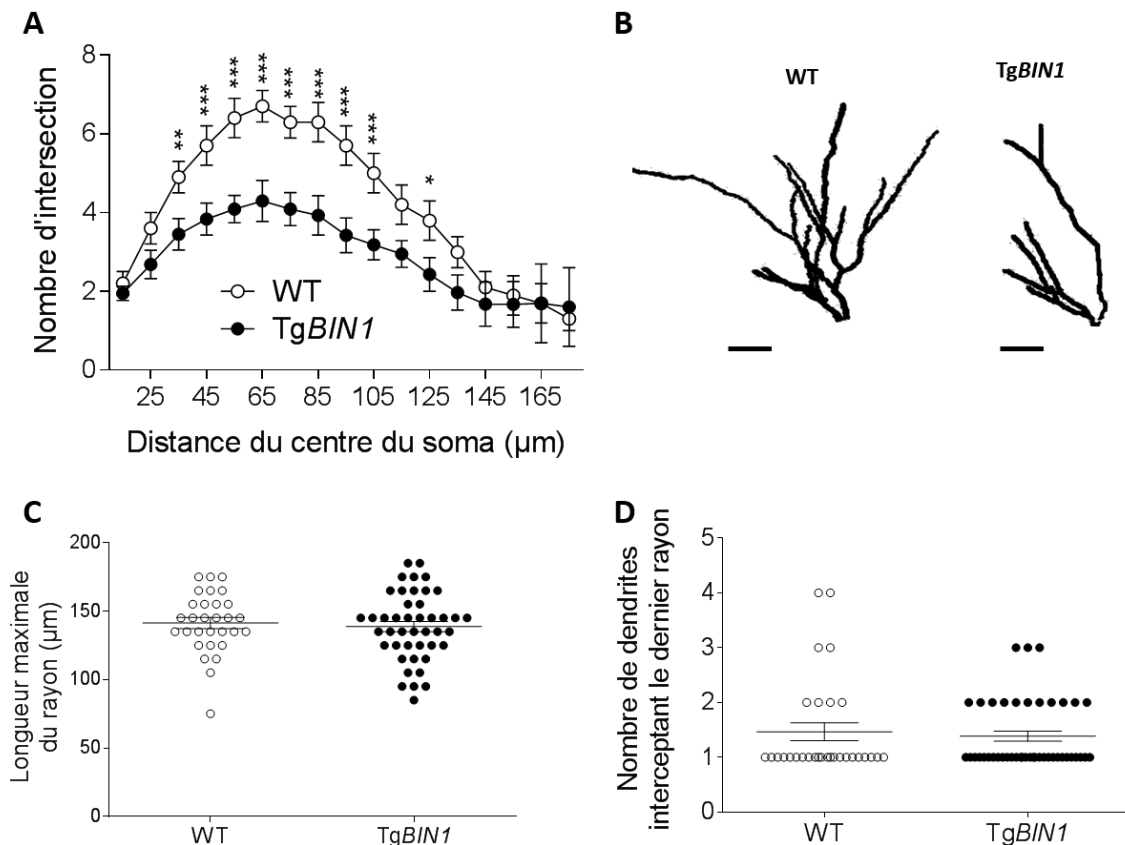 A
Nombre d'intersection
8
6
4
2
0
**
***
***
***
***
***
***
***
*
WT
TgBIN1
25
45
65
85
105
125
145
165
Distance du centre du soma (µm)
B
WT
TgBIN1
C
Longueur maximale
du rayon (µm)
200
150
100
50
0
WT
TgBIN1
D
Nombre de dendrites
interceptant le dernier rayon
5
4
3
2
1
0
WT
TgBIN1